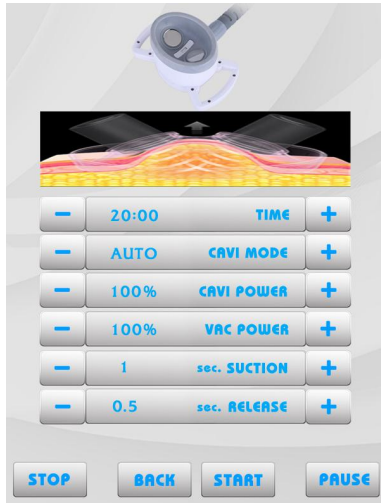 − 20:00 TIME +
− AUTO CAVI MODE +
− 100% CAVI POWER +
− 100% VAC POWER +
− 1 sec. SUCTION +
− 0.5 sec. RELEASE +
STOP BACK START PAUSE